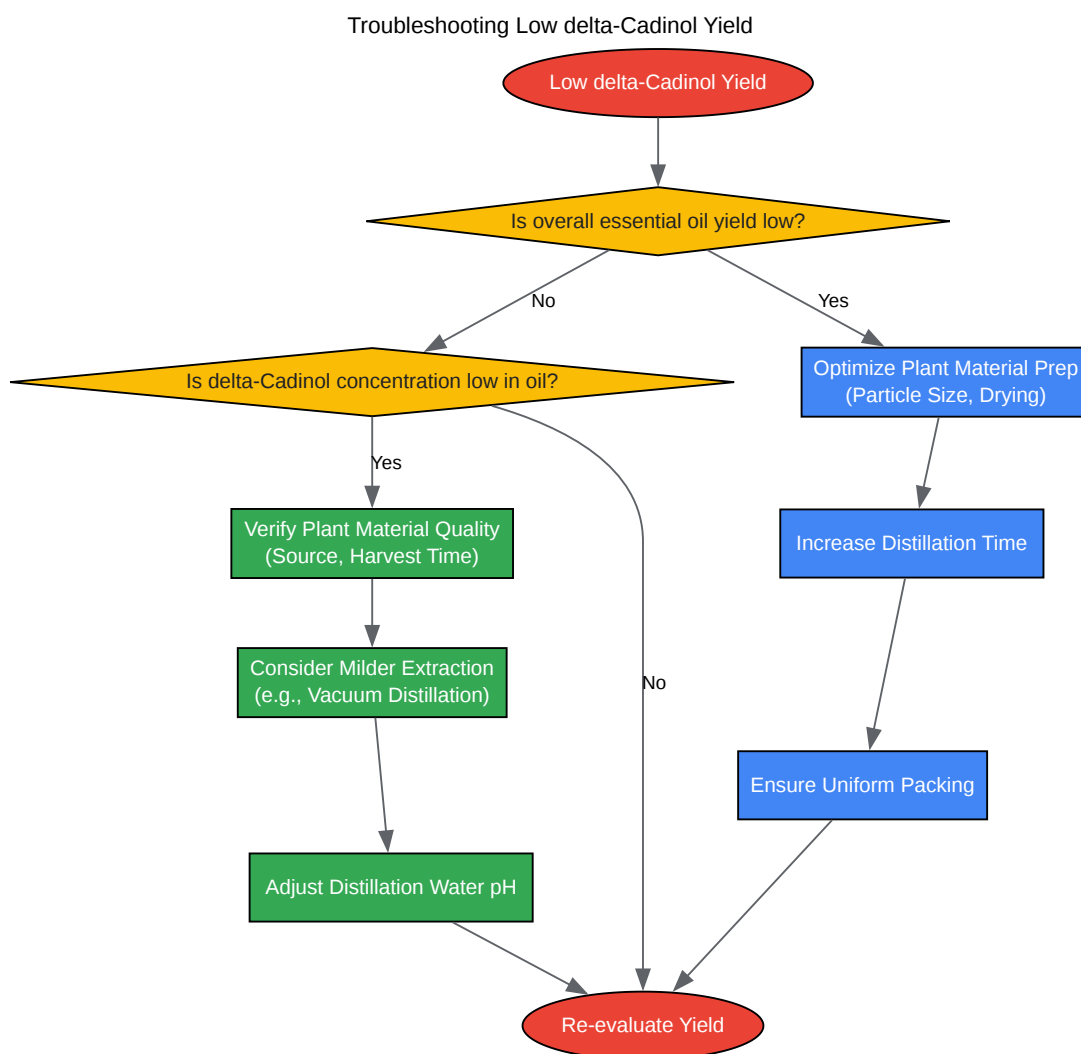 Troubleshooting Low delta-Cadinol Yield
Low delta-Cadinol Yield
Is overall essential oil yield low?
No
Yes
Is delta-Cadinol concentration low in oil?
Optimize Plant Material Prep
(Particle Size, Drying)
Yes
Verify Plant Material Quality
(Source, Harvest Time)
Increase Distillation Time
Consider Milder Extraction
(e.g., Vacuum Distillation)
No
Ensure Uniform Packing
Adjust Distillation Water pH
Re-evaluate Yield